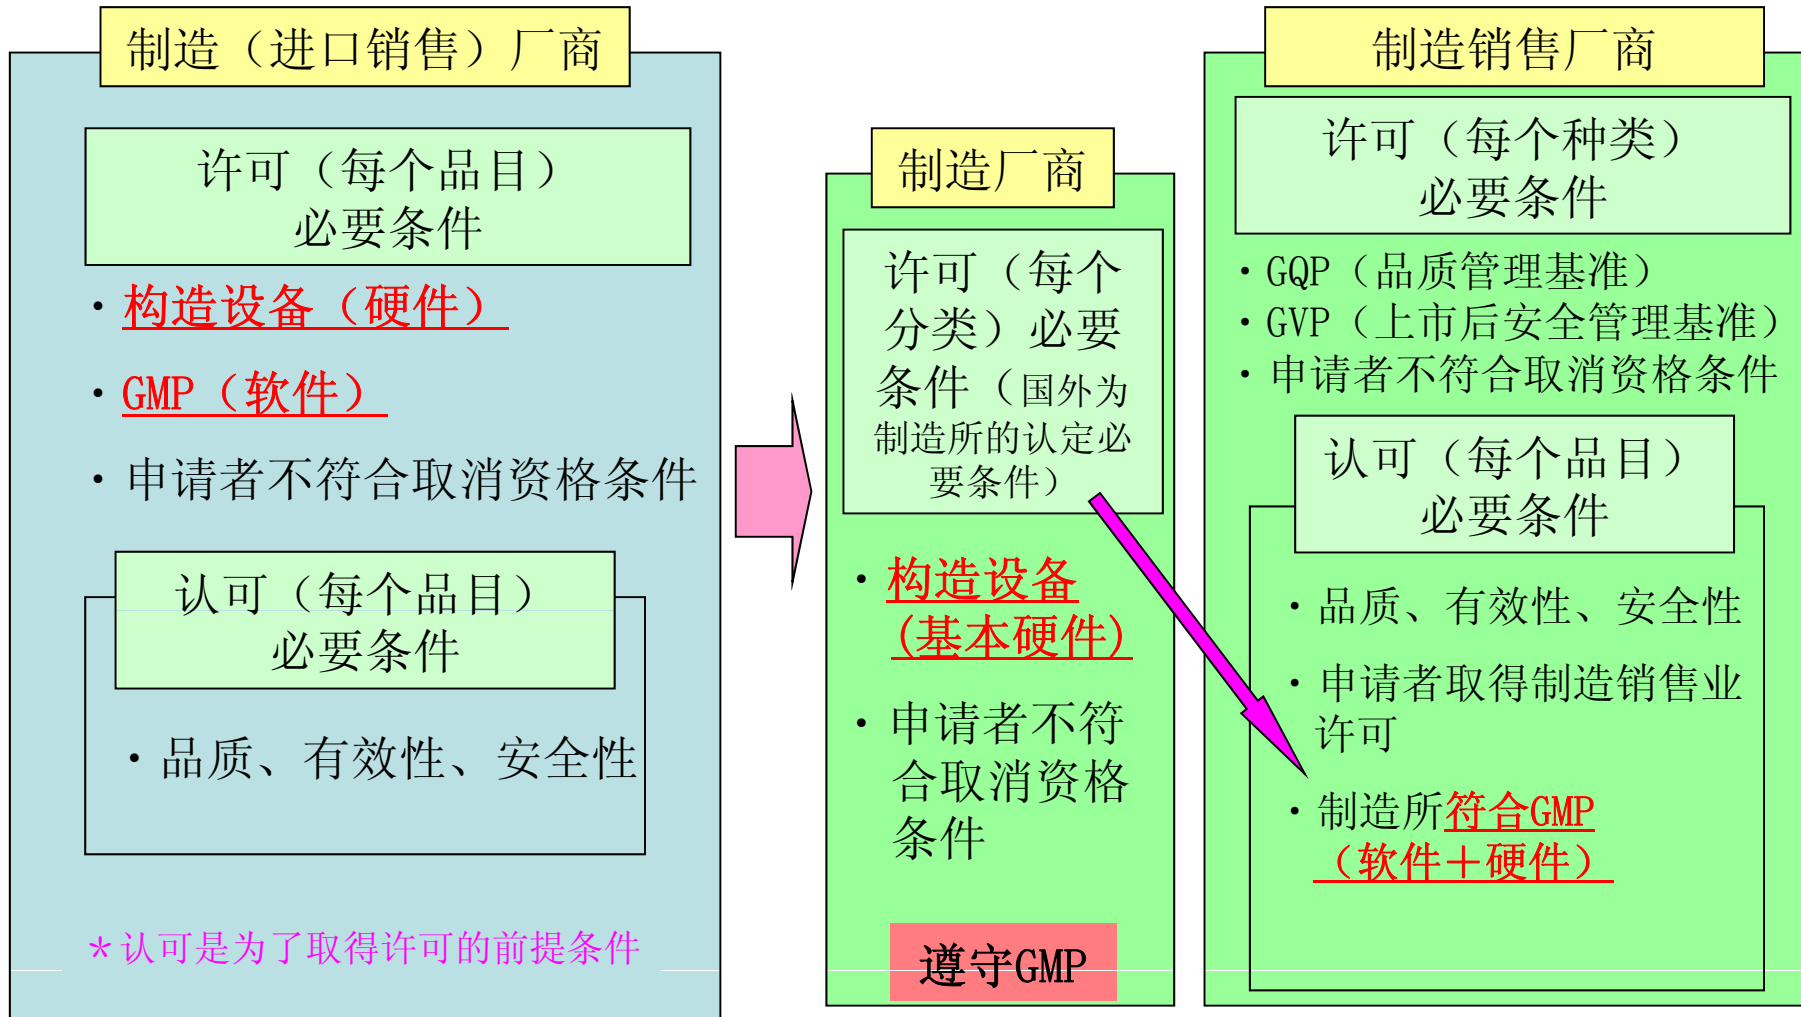 制造（进口销售）厂商
许可（每个品目）
必要条件
・构造设备（硬件）
・GMP（软件）
・申请者不符合取消资格条件
认可（每个品目）
必要条件
・品质、有效性、安全性
＊认可是为了取得许可的前提条件
制造厂商
许可（每个
分类）必要
条件（国外为
制造所的认定必
要条件）
・构造设备
(基本硬件)
・申请者不符
合取消资格
条件
遵守GMP
制造销售厂商
许可（每个种类）
必要条件
・GQP（品质管理基准）
・GVP（上市后安全管理基准）
・申请者不符合取消资格条件
认可（每个品目）
必要条件
・品质、有效性、安全性
・申请者取得制造销售业
许可
・制造所符合GMP
（软件＋硬件）